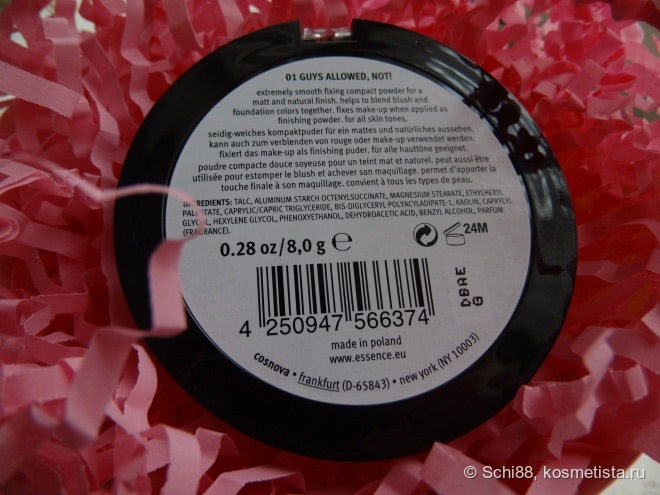 01 GUYS ALLOWED, NOT!
extremely smooth fixing compact powder for a
matt and natural finish, helps to blend blush and
foundation colors together. fixes make-up when applied as
finishing powder. for all skin tones.
seidig-weiches kompaktpuder für ein mattes und natürliches aussehen.
kann auch zum verblenden von rouge oder make-up verwendet werden.
fixiert das make-up als finishing puder. für alle hauttöne geeignet.
poudre compacte douce soyeuse pour un teint mat et naturel. peut aussi être
utilisée pour estomper le blush et achever son maquillage. permet d'apporter la
touche finale à son maquillage. convient à tous les types de peau.
INGREDIENTS: TALC, ALUMINUM STARCH OCTENYLSUCCINATE, MAGNESIUM STEARATE, ETHYLHEXYL
PALMITATE, CAPRYLIC/CAPRIC TRIGLYCERIDE, BIS-DIGLYCERYL POLYACYLADIPATE-1, KAOLIN, CAPRYLYL
GLYCOL, HEXYLENE GLYCOL, PHENOXYETHANOL, DEHYDROACETIC ACID, BENZYL ALCOHOL, PARFUM
(FRAGRANCE).
0.28 oz/8,0 g ℮
24M
DBAE
G
4 250947 566374
made in poland
www.essence.eu
cosnova • frankfurt (D-65843) • new york (NY 10003)
© Schi88, kosmetista.ru